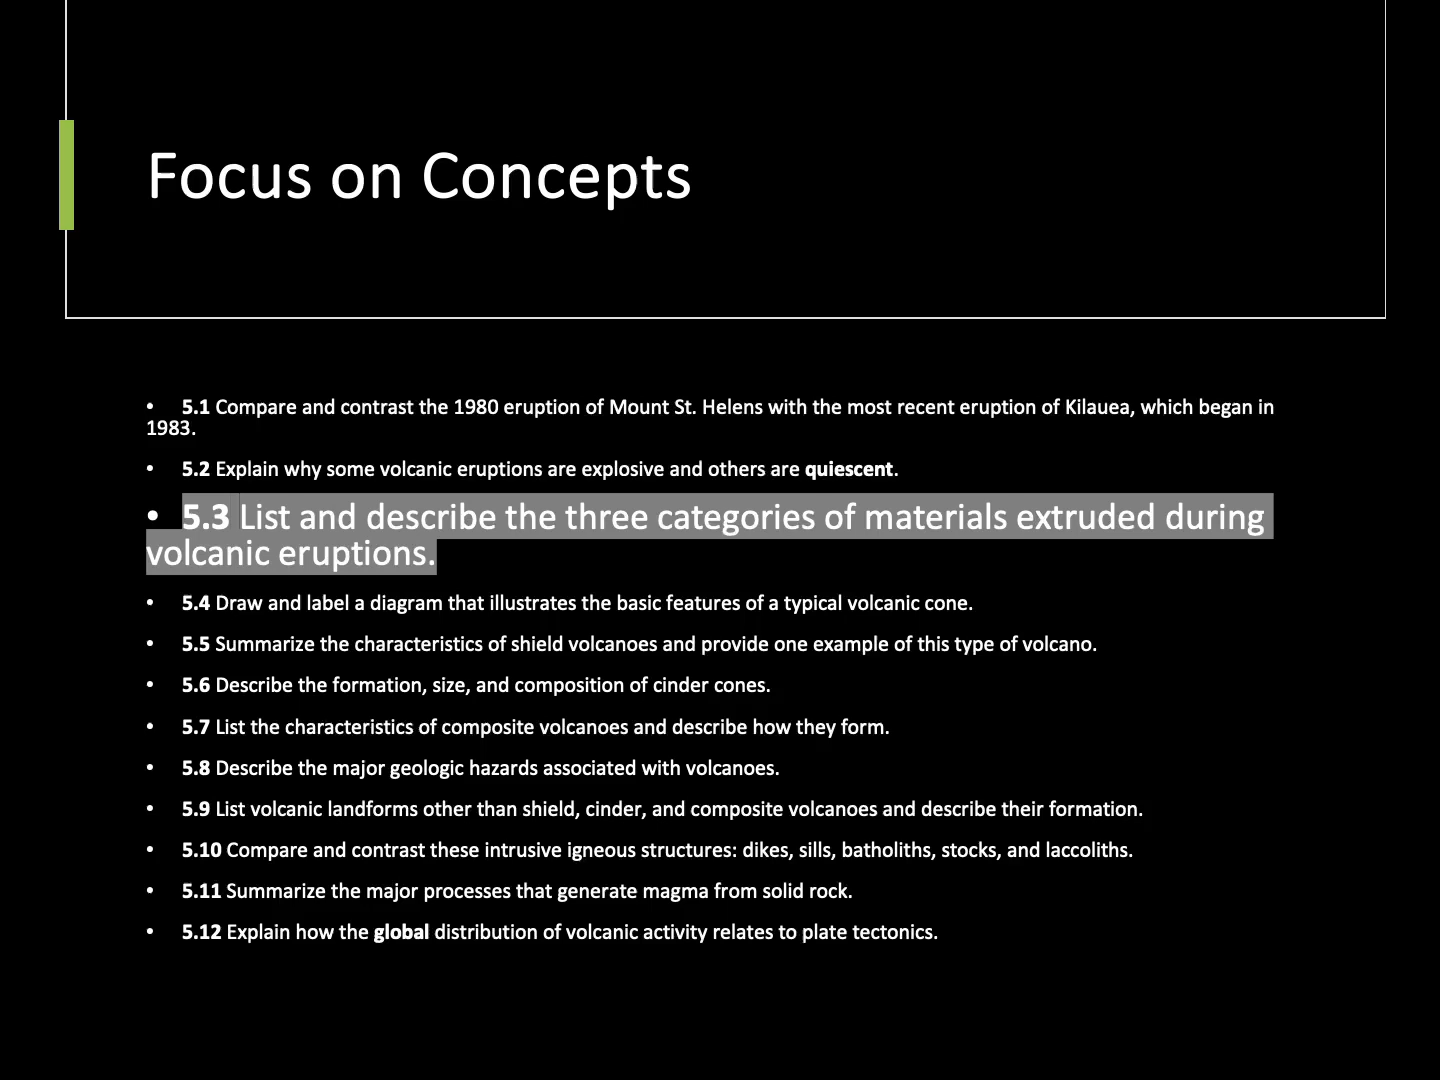 Focus on Concepts
• 5.1 Compare and contrast the 1980 eruption of Mount St. Helens with the most recent eruption of Kilauea, which began in
1983.
• 5.2 Explain why some volcanic eruptions are explosive and others are quiescent.
• 5.3 List and describe the three categories of materials extruded during
volcanic eruptions.
• 5.4 Draw and label a diagram that illustrates the basic features of a typical volcanic cone.
• 5.5 Summarize the characteristics of shield volcanoes and provide one example of this type of volcano.
• 5.6 Describe the formation, size, and composition of cinder cones.
• 5.7 List the characteristics of composite volcanoes and describe how they form.
• 5.8 Describe the major geologic hazards associated with volcanoes.
• 5.9 List volcanic landforms other than shield, cinder, and composite volcanoes and describe their formation.
• 5.10 Compare and contrast these intrusive igneous structures: dikes, sills, batholiths, stocks, and laccoliths.
• 5.11 Summarize the major processes that generate magma from solid rock.
• 5.12 Explain how the global distribution of volcanic activity relates to plate tectonics.